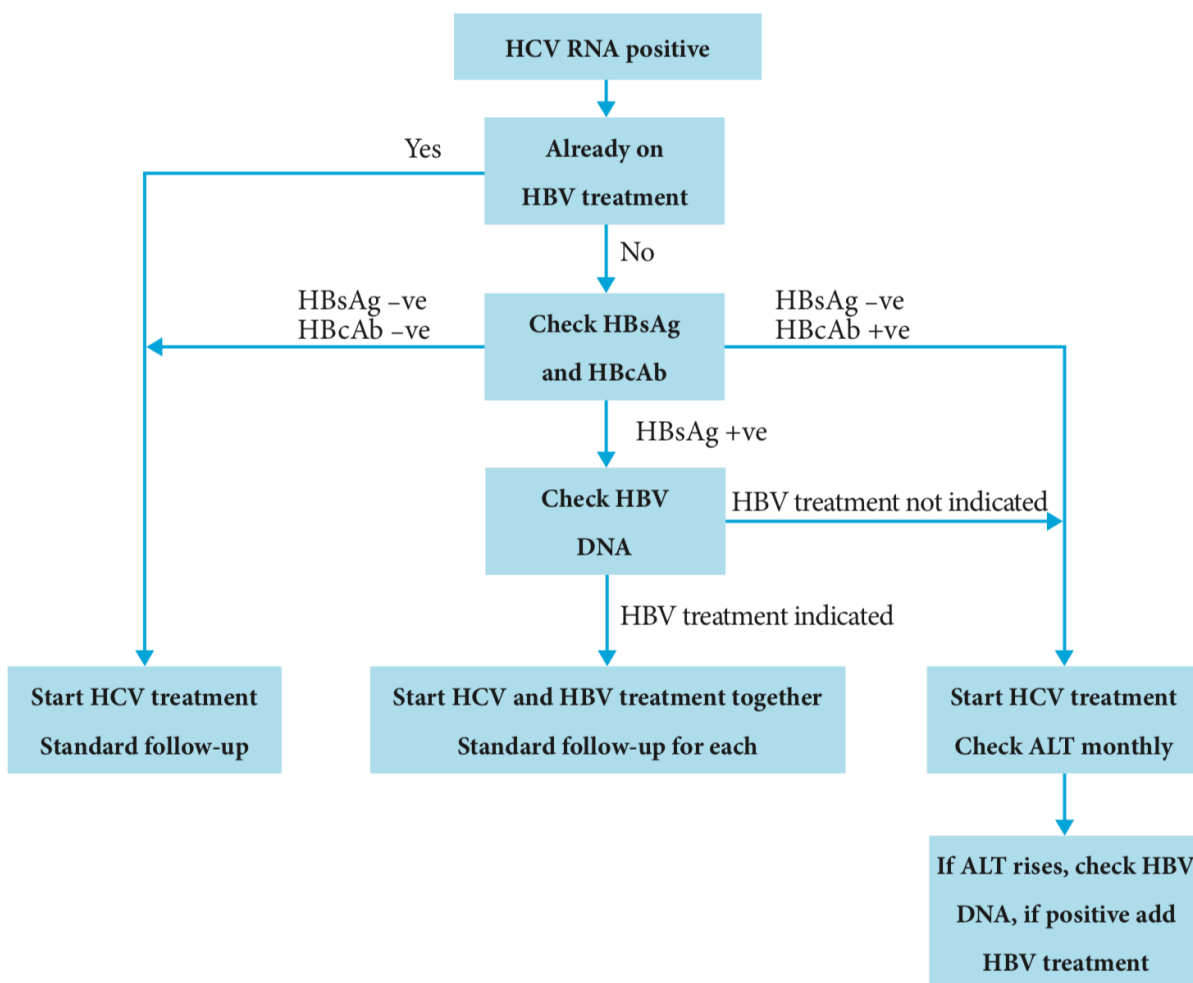 HCV RNA positive
Yes
Already on
HBV treatment
No
HBsAg –ve
HBcAb –ve
Check HBsAg
and HBcAb
HBsAg –ve
HBcAb +ve
HBsAg +ve
Check HBV
DNA
HBV treatment not indicated
HBV treatment indicated
Start HCV treatment
Standard follow-up
Start HCV and HBV treatment together
Standard follow-up for each
Start HCV treatment
Check ALT monthly
If ALT rises, check HBV
DNA, if positive add
HBV treatment